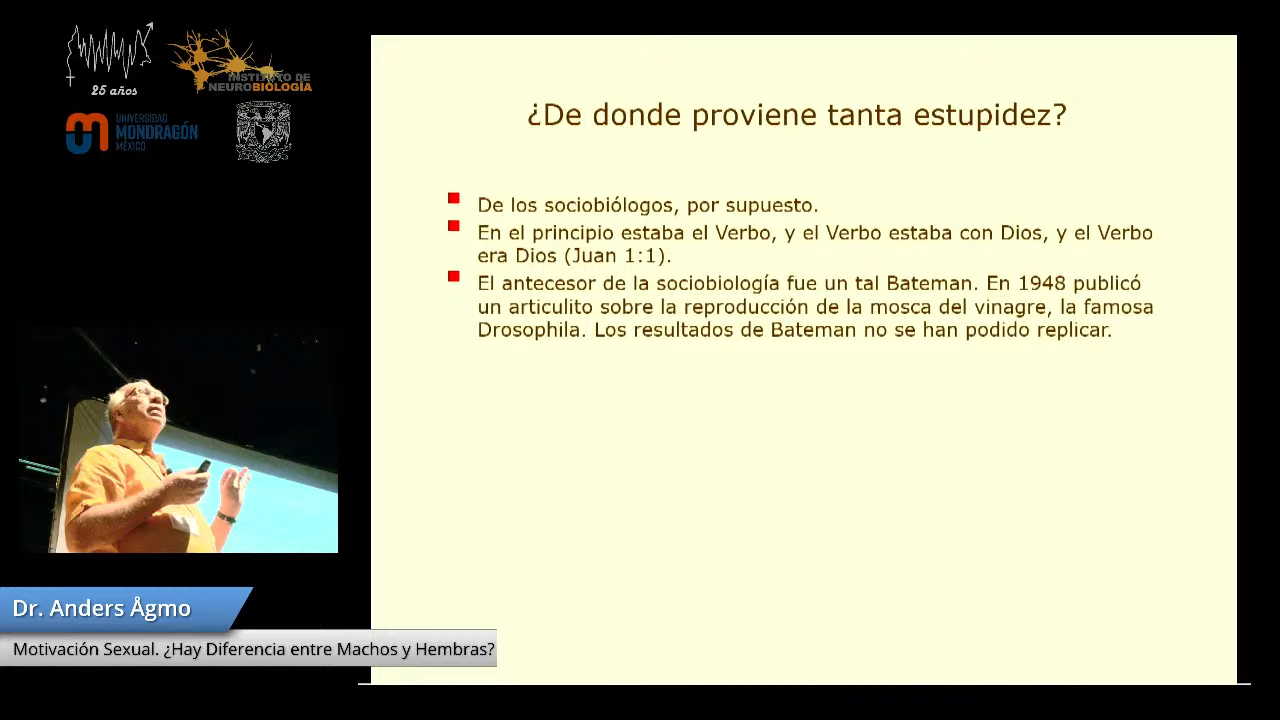 25 años
INSTITUTO DE
NEUROBIOLOGÍA
UNIVERSIDAD
MONDRAGÓN
MÉXICO
¿De donde proviene tanta estupidez?
De los sociobiólogos, por supuesto.
En el principio estaba el Verbo, y el Verbo estaba con Dios, y el Verbo
era Dios (Juan 1:1).
El antecesor de la sociobiología fue un tal Bateman. En 1948 publicó
un articulito sobre la reproducción de la mosca del vinagre, la famosa
Drosophila. Los resultados de Bateman no se han podido replicar.
Dr. Anders Ågmo
Motivación Sexual. ¿Hay Diferencia entre Machos y Hembras?